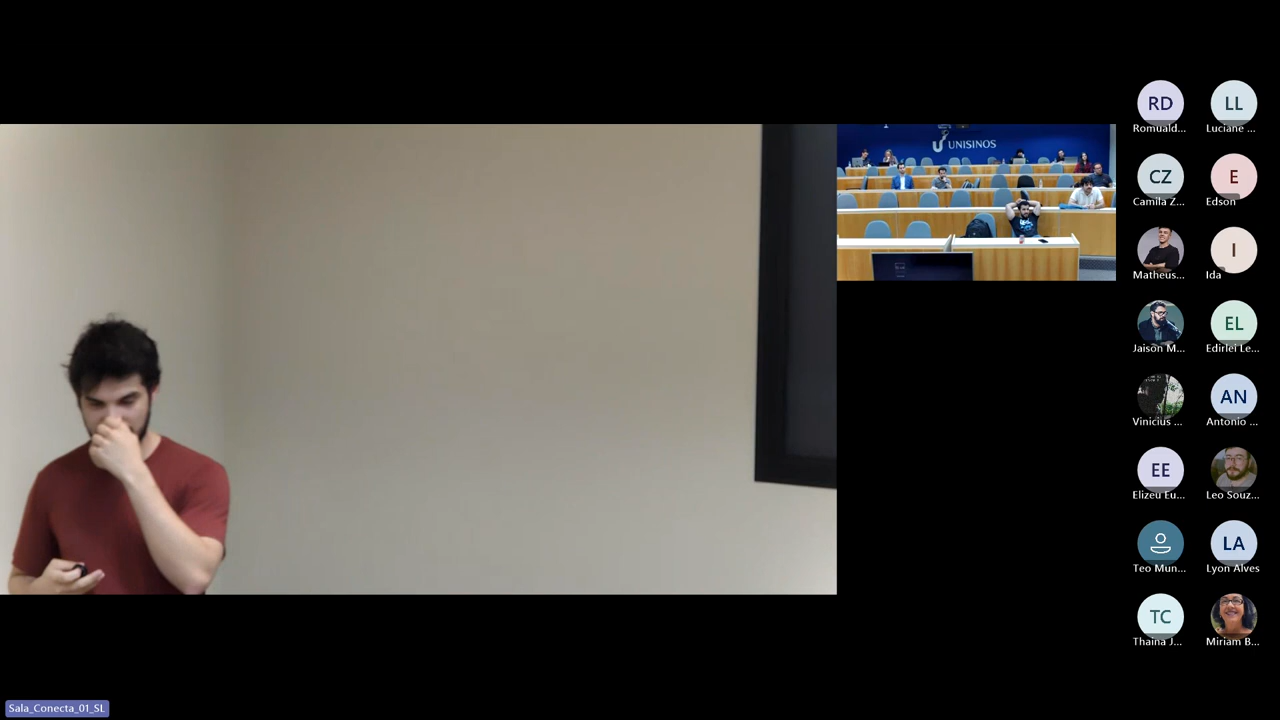 UNISINOS
RD
LL
Romuald...
Luciane ...
CZ
E
Camila Z...
Edson
I
Matheus...
Ida
EL
Jaison M...
Edirlei Le...
AN
Vinicius ...
Antonio ...
EE
Elizeu Eu...
Leo Souz...
LA
Teo Mun...
Lyon Alves
TC
Thaina J...
Miriam B...
Sala_Conecta_01_SL